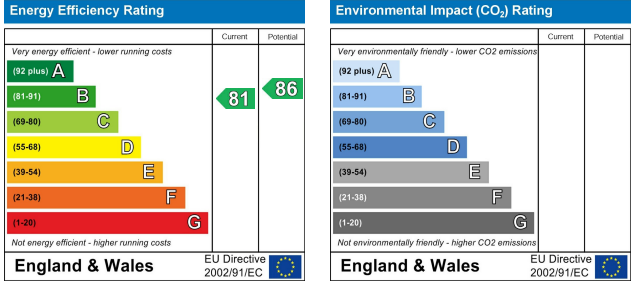 Energy Efficiency Rating
Current Potential
Very energy efficient - lower running costs
(92 plus) A
(81-91) B
(69-80) C
(55-68) D
(39-54) E
(21-38) F
(1-20) G
81 86
Not energy efficient - higher running costs
England & Wales
EU Directive
2002/91/EC
Environmental Impact (CO2) Rating
Current Potential
Very environmentally friendly - lower CO2 emissions
(92 plus) A
(81-91) B
(69-80) C
(55-68) D
(39-54) E
(21-38) F
(1-20) G
Not environmentally friendly - higher CO2 emissions
England & Wales
EU Directive
2002/91/EC